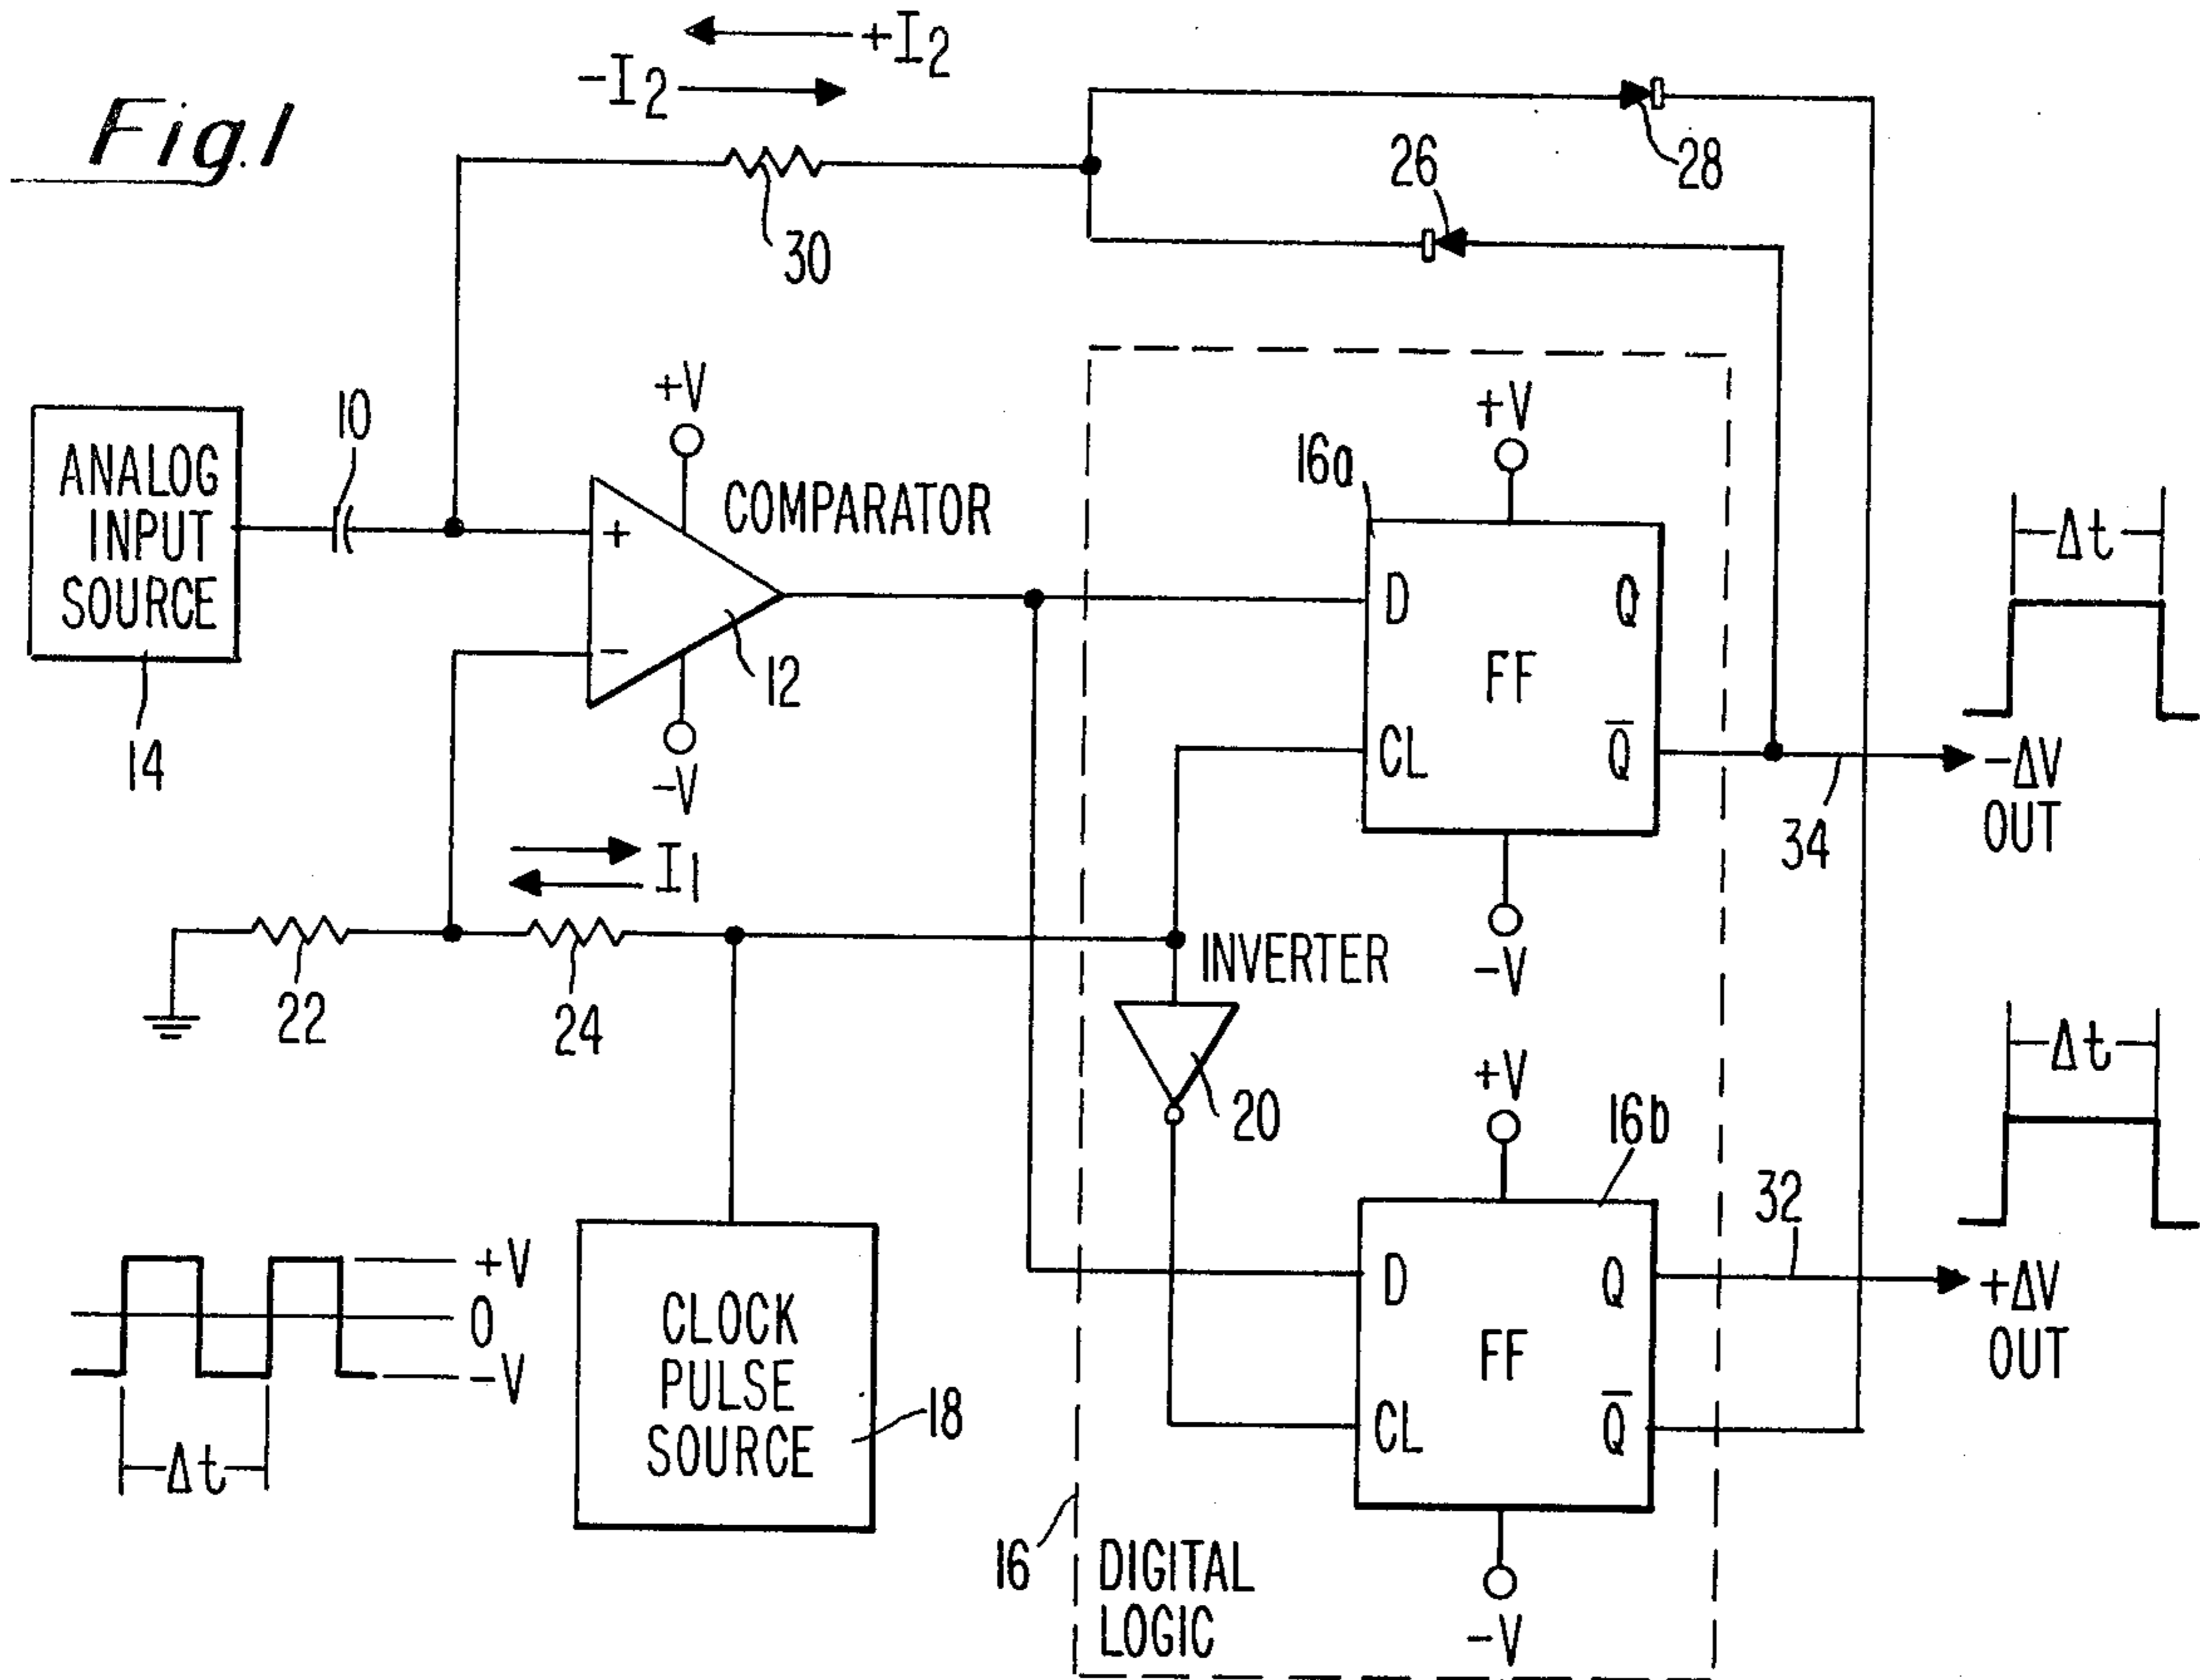 Fig.1
+I2
-I2
28
26
30
ANALOG
INPUT
SOURCE
14
10
+V
COMPARATOR
+
-
12
-V
I1
22
24
16a
+V
D
Q
FF
CL
Q̅
-V
Δt
-ΔV
OUT
34
INVERTER
20
+V
16b
32
D
Q
FF
CL
Q̅
-V
Δt
+ΔV
OUT
+V
0
-V
Δt
CLOCK
PULSE
SOURCE
18
16
DIGITAL
LOGIC